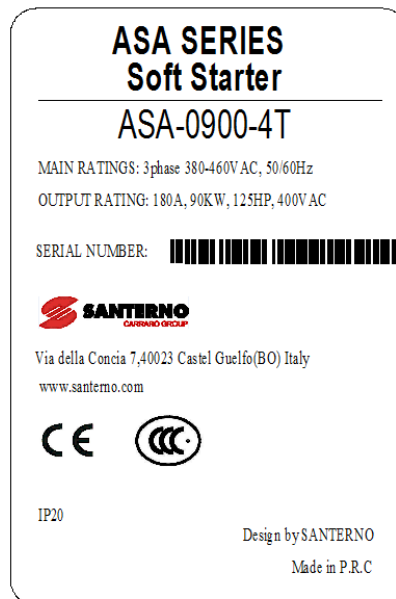 ASA SERIES
Soft Starter
ASA-0900-4T
MAIN RATINGS: 3phase 380-460VAC, 50/60Hz
OUTPUT RATING: 180A, 90KW, 125HP, 400VAC
SERIAL NUMBER:
SANTERNO
CARRARO GROUP
Via della Concia 7,40023 Castel Guelfo(BO) Italy
www.santerno.com
CE CCC
IP20
Design by SANTERNO
Made in P.R.C